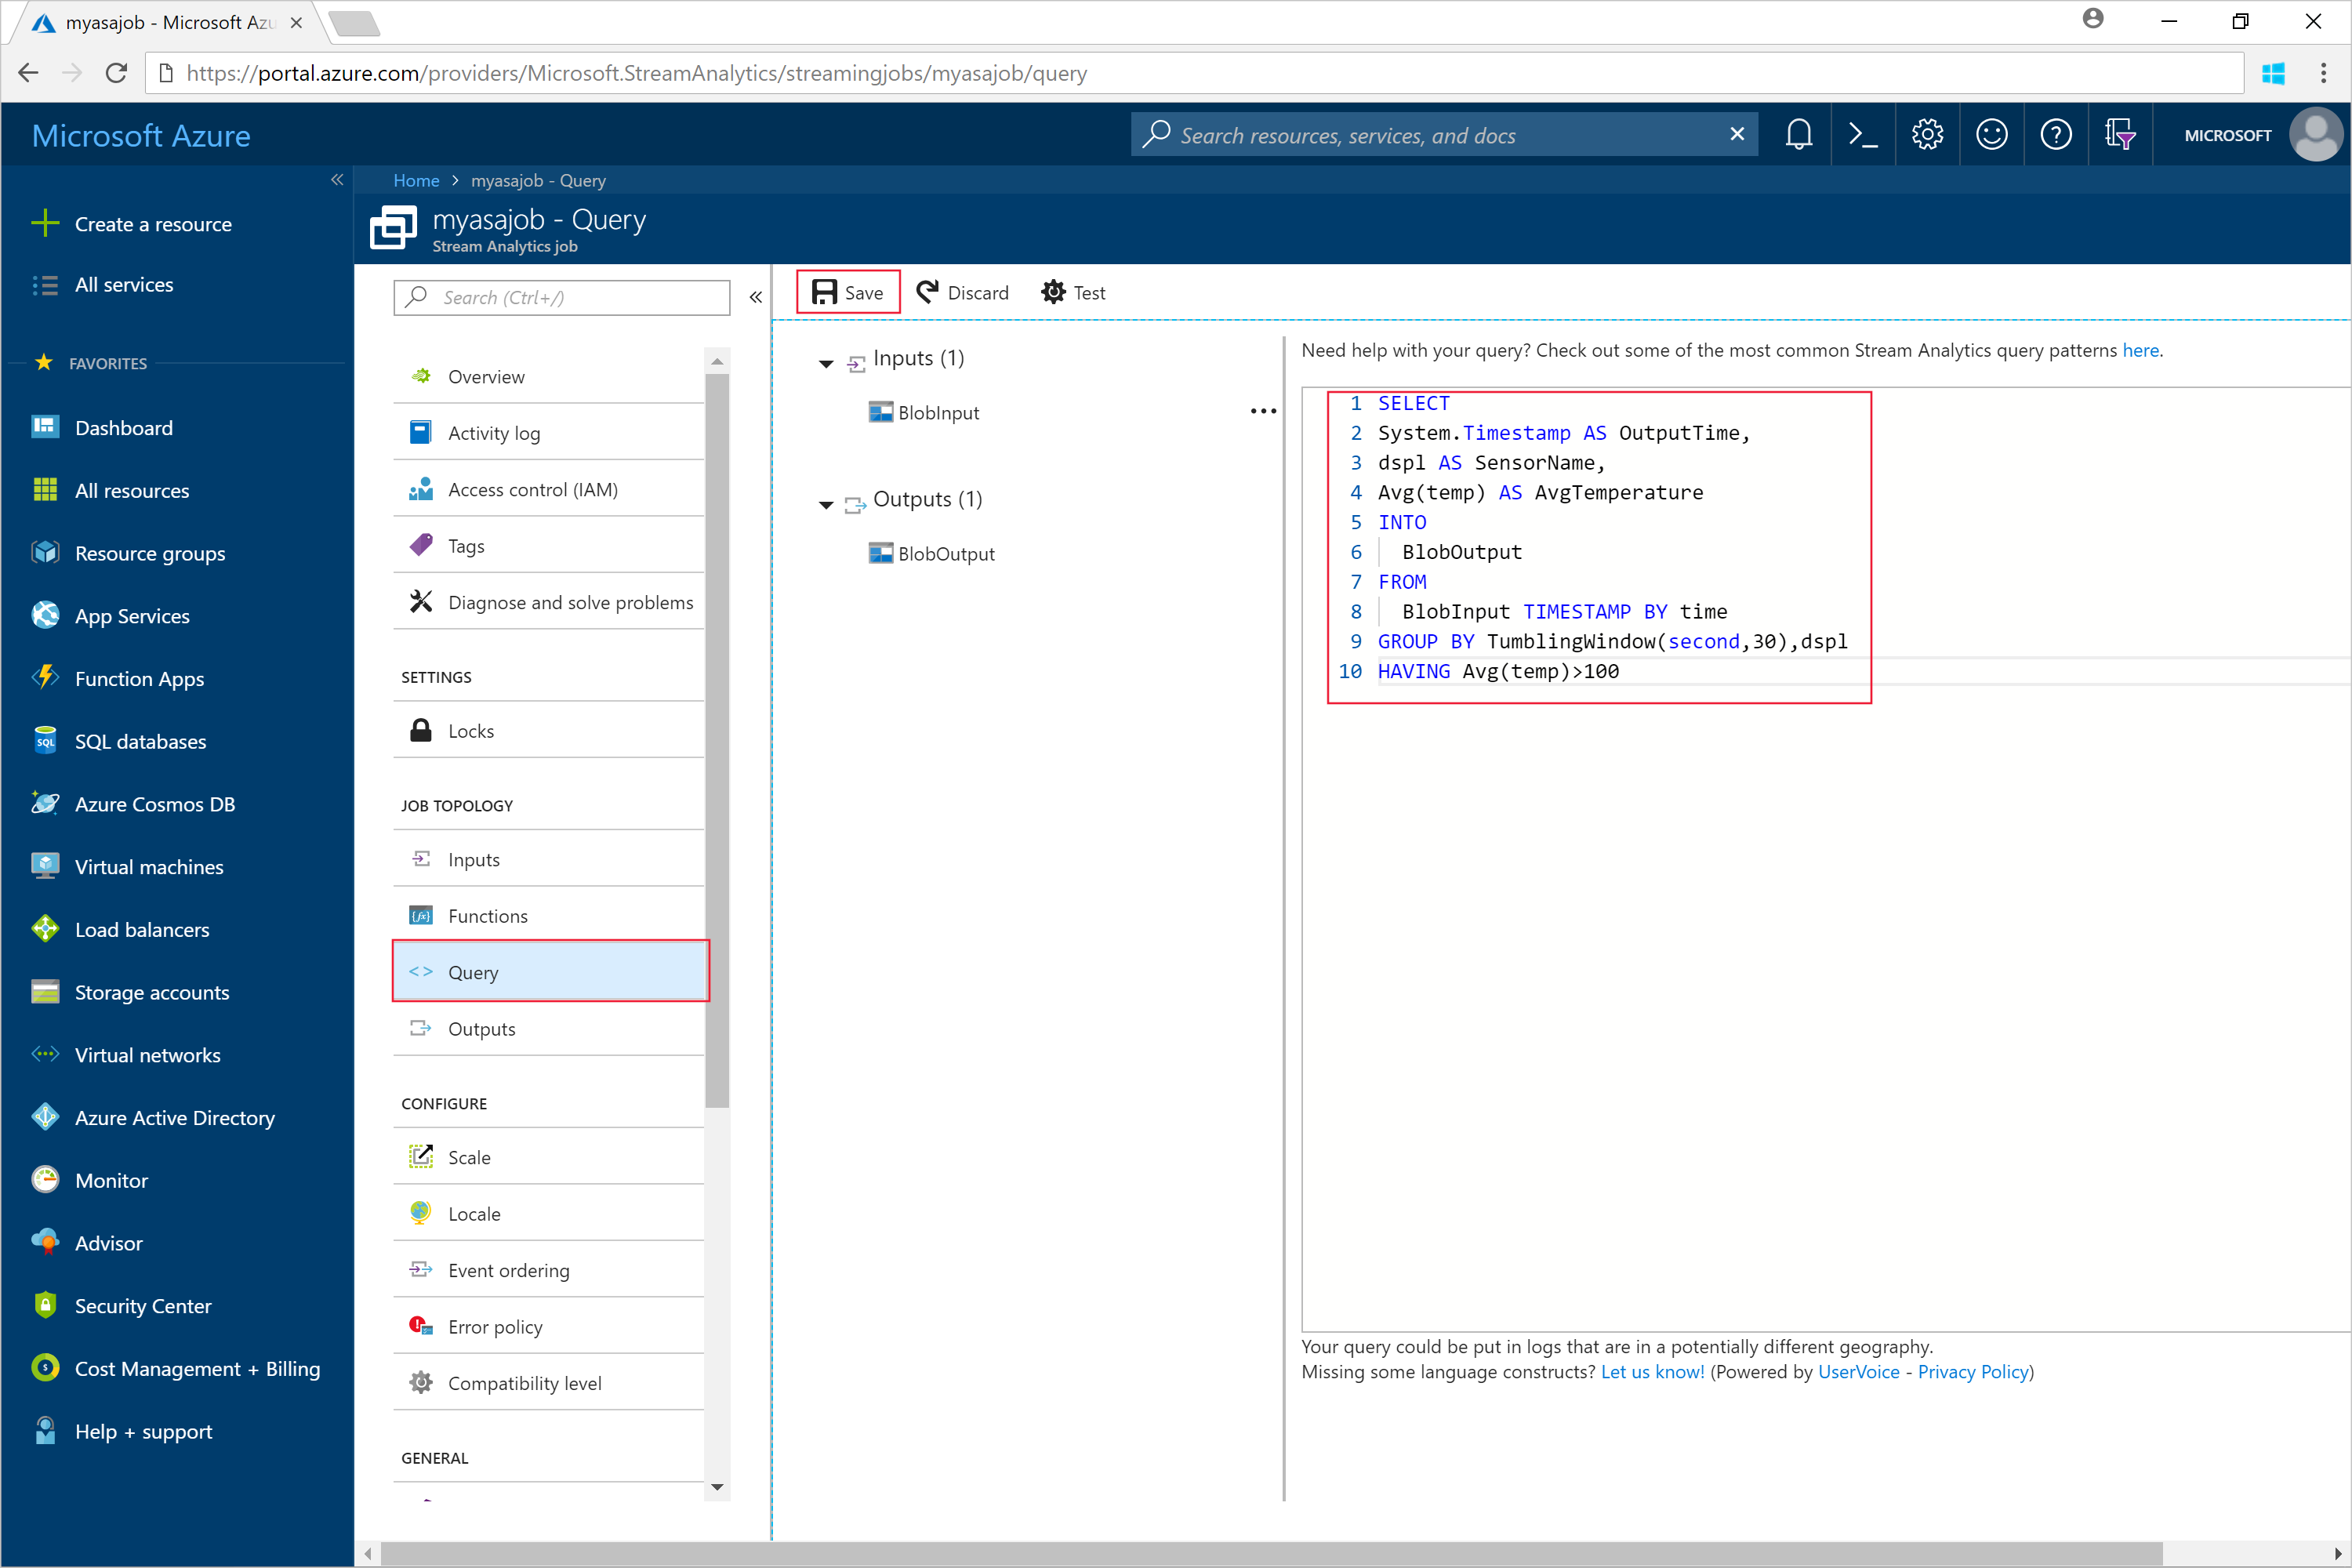 myasajob - Microsoft Azu
https://portal.azure.com/providers/Microsoft.StreamAnalytics/streamingjobs/myasajob/query
Microsoft Azure
Search resources, services, and docs
MICROSOFT
Create a resource
All services
FAVORITES
Dashboard
All resources
Resource groups
App Services
Function Apps
SQL databases
Azure Cosmos DB
Virtual machines
Load balancers
Storage accounts
Virtual networks
Azure Active Directory
Monitor
Advisor
Security Center
Cost Management + Billing
Help + support
Home > myasajob - Query
myasajob - Query
Stream Analytics job
Search (Ctrl+/)
Overview
Activity log
Access control (IAM)
Tags
Diagnose and solve problems
SETTINGS
Locks
JOB TOPOLOGY
Inputs
Functions
Query
Outputs
CONFIGURE
Scale
Locale
Event ordering
Error policy
Compatibility level
GENERAL
Save
Discard
Test
Inputs (1)
BlobInput
Outputs (1)
BlobOutput
Need help with your query? Check out some of the most common Stream Analytics query patterns here.
1 SELECT
2 System.Timestamp AS OutputTime,
3 dspl AS SensorName,
4 Avg(temp) AS AvgTemperature
5 INTO
6 BlobOutput
7 FROM
8 BlobInput TIMESTAMP BY time
9 GROUP BY TumblingWindow(second,30),dspl
10 HAVING Avg(temp)>100
Your query could be put in logs that are in a potentially different geography.
Missing some language constructs? Let us know! (Powered by UserVoice - Privacy Policy)